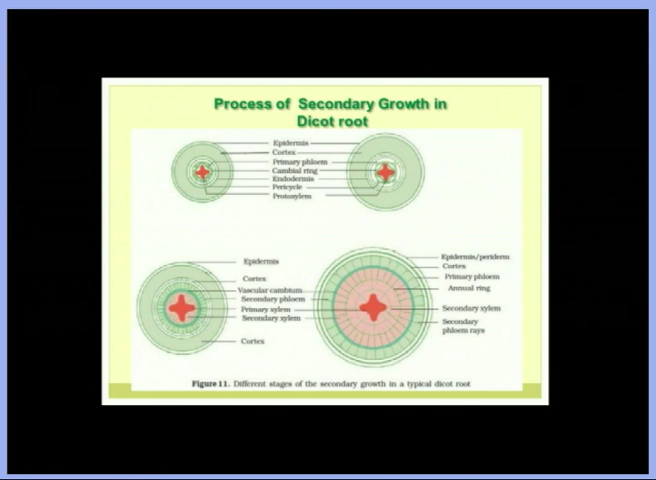 Process of Secondary Growth in
Dicot root
Epidermis
Cortex
Primary phloem
Cambial ring
Endodermis
Pericycle
Protoxylem
Epidermis
Cortex
Vascular cambium
Secondary phloem
Primary xylem
Secondary xylem
Cortex
Epidermis/periderm
Cortex
Primary phloem
Annual ring
Secondary xylem
Secondary
phloem rays
Figure 11. Different stages of the secondary growth in a typical dicot root